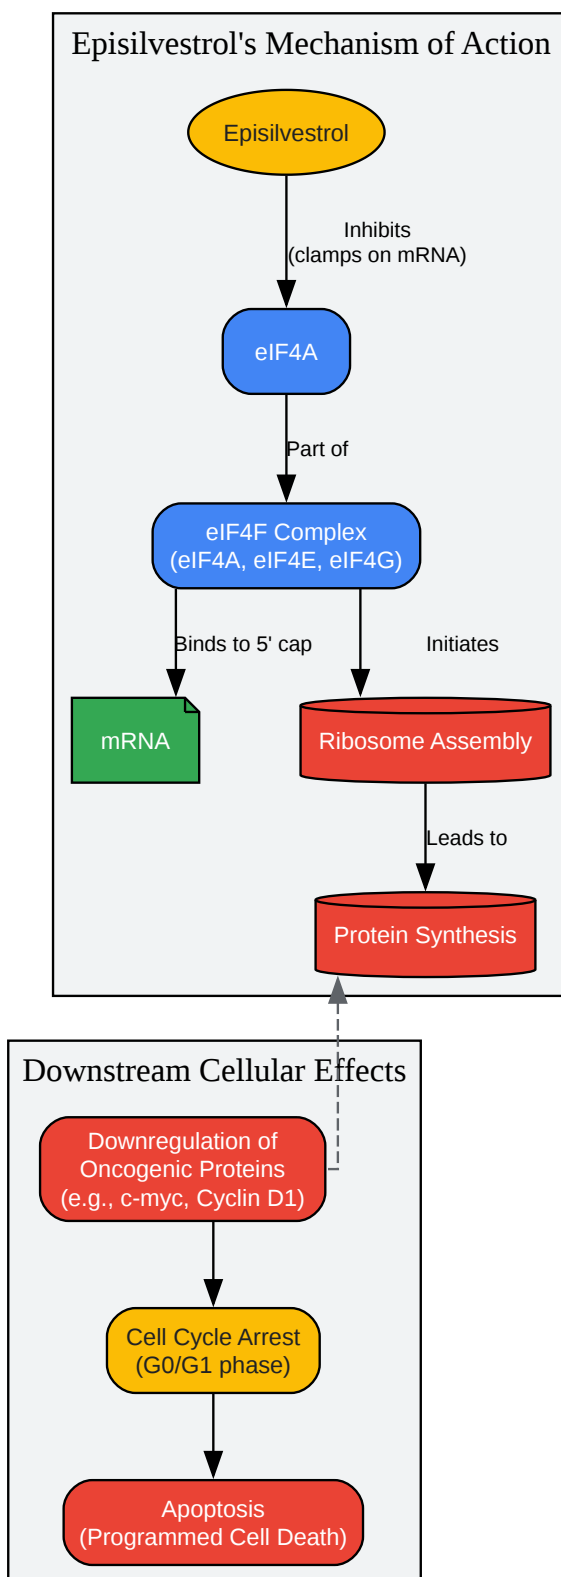 Episilvestrol's Mechanism of Action
Episilvestrol
Inhibits
(clamps on mRNA)
eIF4A
Part of
eIF4F Complex
(eIF4A, eIF4E, eIF4G)
Binds to 5' cap
Initiates
mRNA
Ribosome Assembly
Leads to
Protein Synthesis
Downstream Cellular Effects
Downregulation of
Oncogenic Proteins
(e.g., c-myc, Cyclin D1)
Cell Cycle Arrest
(G0/G1 phase)
Apoptosis
(Programmed Cell Death)